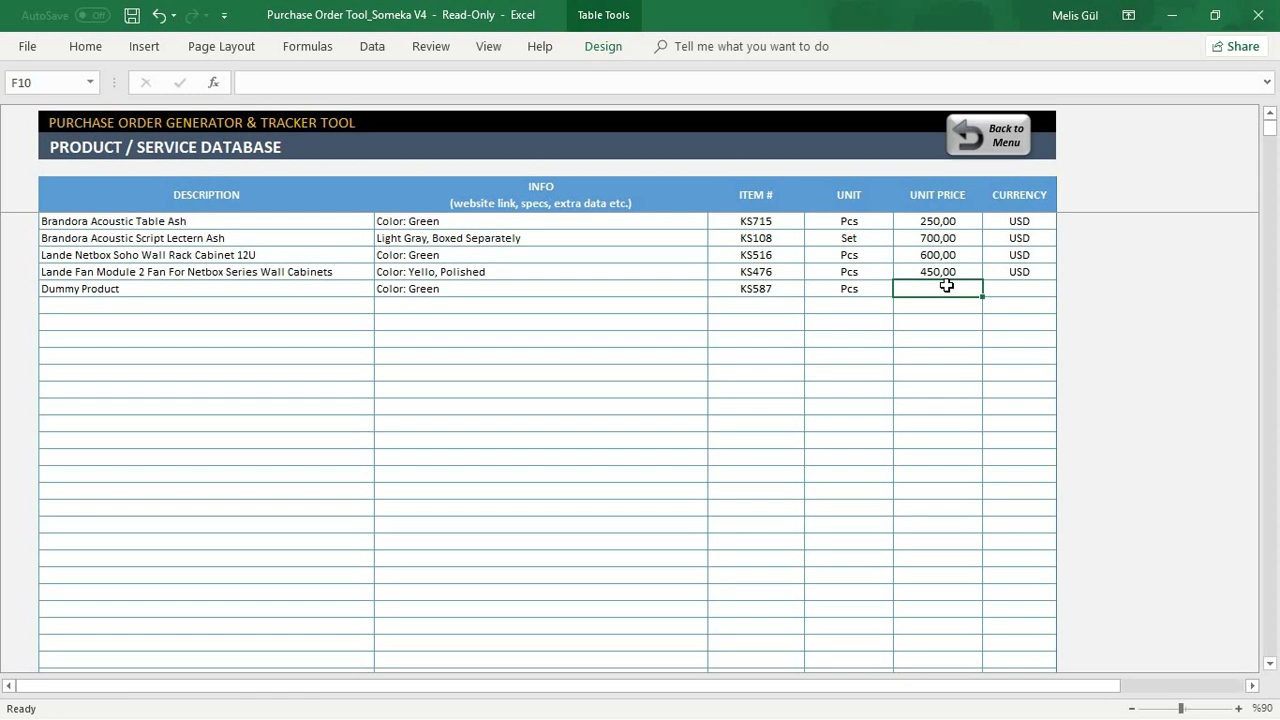 AutoSave Off Purchase Order Tool_Someka V4 - Read-Only - Excel Table Tools Melis Gül
File Home Insert Page Layout Formulas Data Review View Help Design Tell me what you want to do Share
F10 fx
PURCHASE ORDER GENERATOR & TRACKER TOOL
PRODUCT / SERVICE DATABASE
Back to
Menu
DESCRIPTION INFO ITEM # UNIT UNIT PRICE CURRENCY
(website link, specs, extra data etc.)
Brandora Acoustic Table Ash Color: Green KS715 Pcs 250,00 USD
Brandora Acoustic Script Lectern Ash Light Gray, Boxed Separately KS108 Set 700,00 USD
Lande Netbox Soho Wall Rack Cabinet 12U Color: Green KS516 Pcs 600,00 USD
Lande Fan Module 2 Fan For Netbox Series Wall Cabinets Color: Yello, Polished KS476 Pcs 450,00 USD
Dummy Product Color: Green KS587 Pcs
Ready %90